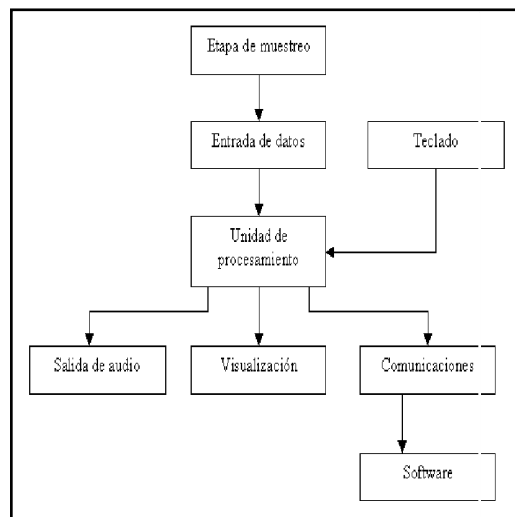 Etapa de muestreo
Entrada de datos
Teclado
Unidad de
procesamiento
Salida de audio
Visualización
Comunicaciones
Software